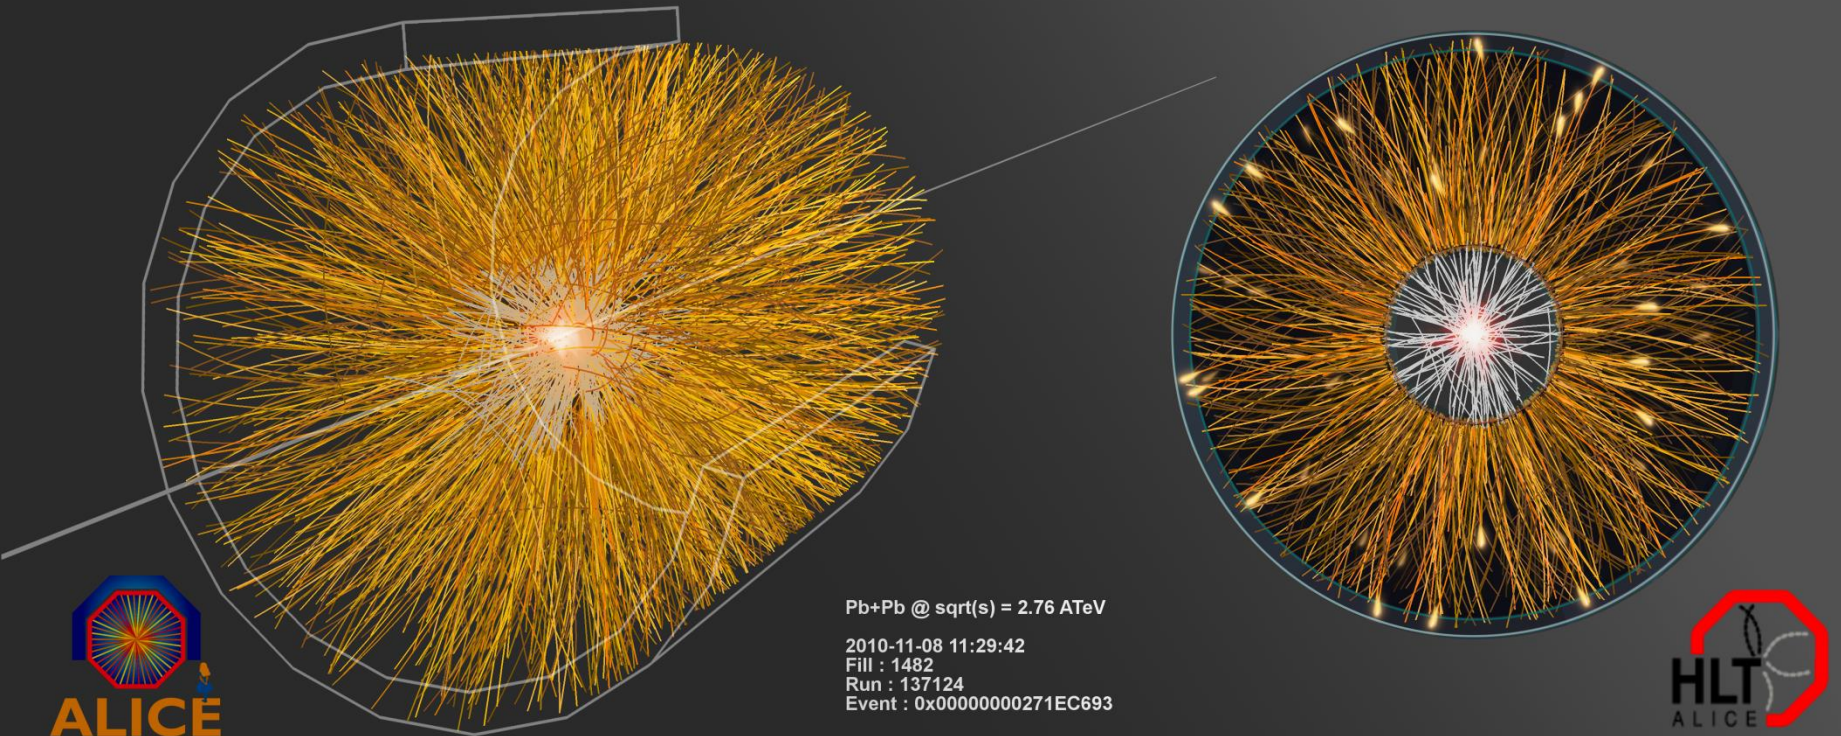 Pb+Pb @ sqrt(s) = 2.76 ATeV
2010-11-08 11:29:42
Fill : 1482
Run : 137124
Event : 0x00000000271EC693
ALICE
HLT
ALICE